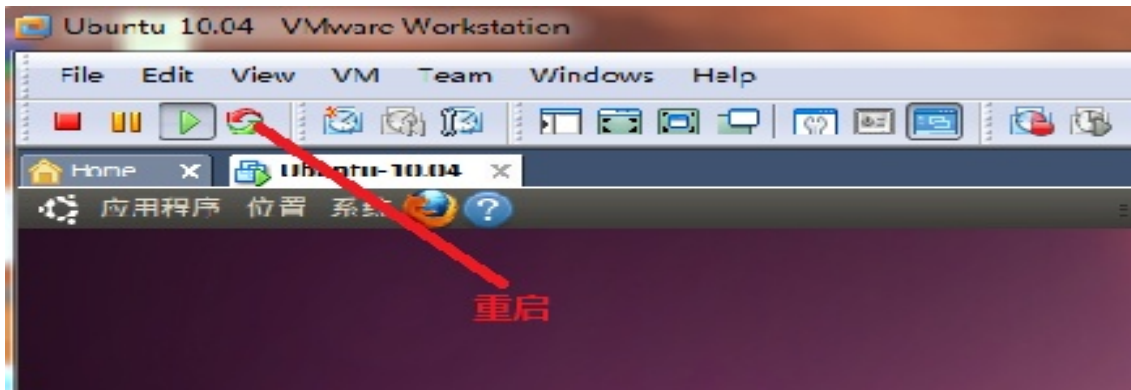 Ubuntu 10.04 VMware Workstation
File Edit View VM Team Windows Help
Home Ubuntu-10.04
应用程序 位置 系统
重启